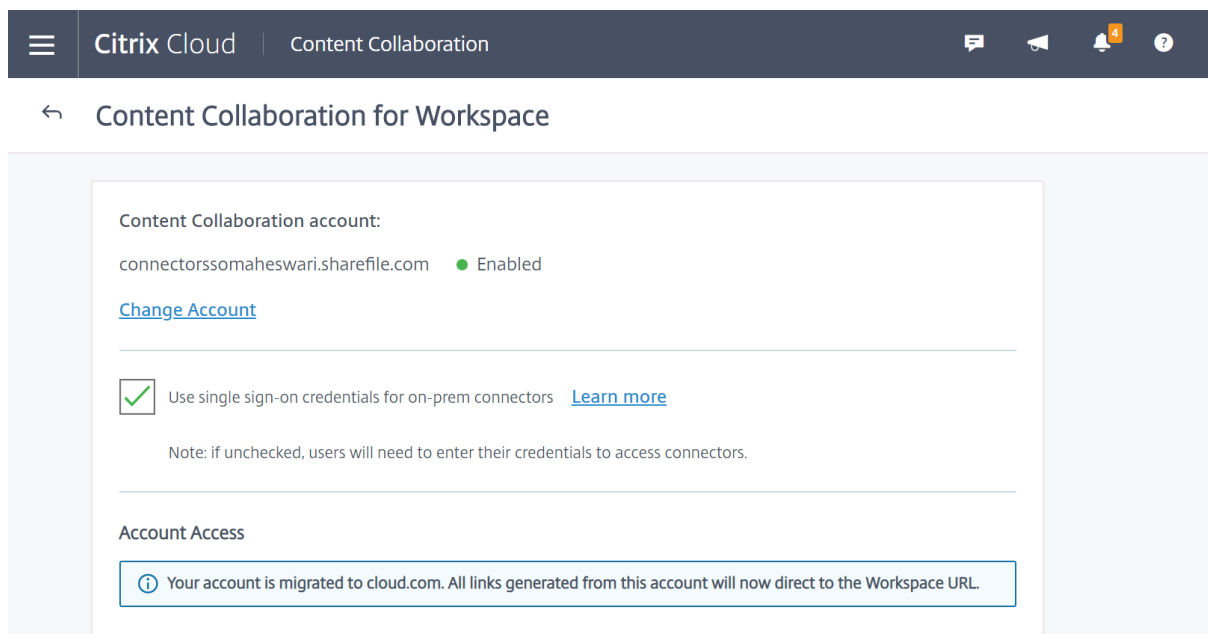 Citrix Cloud
Content Collaboration
4
?
Content Collaboration for Workspace
Content Collaboration account:
connectorssomaheswari.sharefile.com
Enabled
Change Account
Use single sign-on credentials for on-prem connectors Learn more
Note: if unchecked, users will need to enter their credentials to access connectors.
Account Access
Your account is migrated to cloud.com. All links generated from this account will now direct to the Workspace URL.